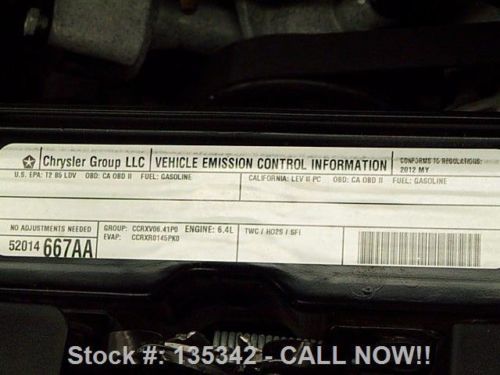 Chrysler Group LLC VEHICLE EMISSION CONTROL INFORMATION CONFORMS TO REGULATIONS:
2012 MY
U.S. EPA: T2 B5 LDV OBD: CA OBD II FUEL: GASOLINE CALIFORNIA: LEV II PC OBD: CA OBD II FUEL: GASOLINE
NO ADJUSTMENTS NEEDED GROUP: CCRXV06.41P0 ENGINE: 6.4L TWC / HO2S / SFI
52014 667AA EVAP: CCRXR0145PK0
Stock #: 135342 - CALL NOW!!